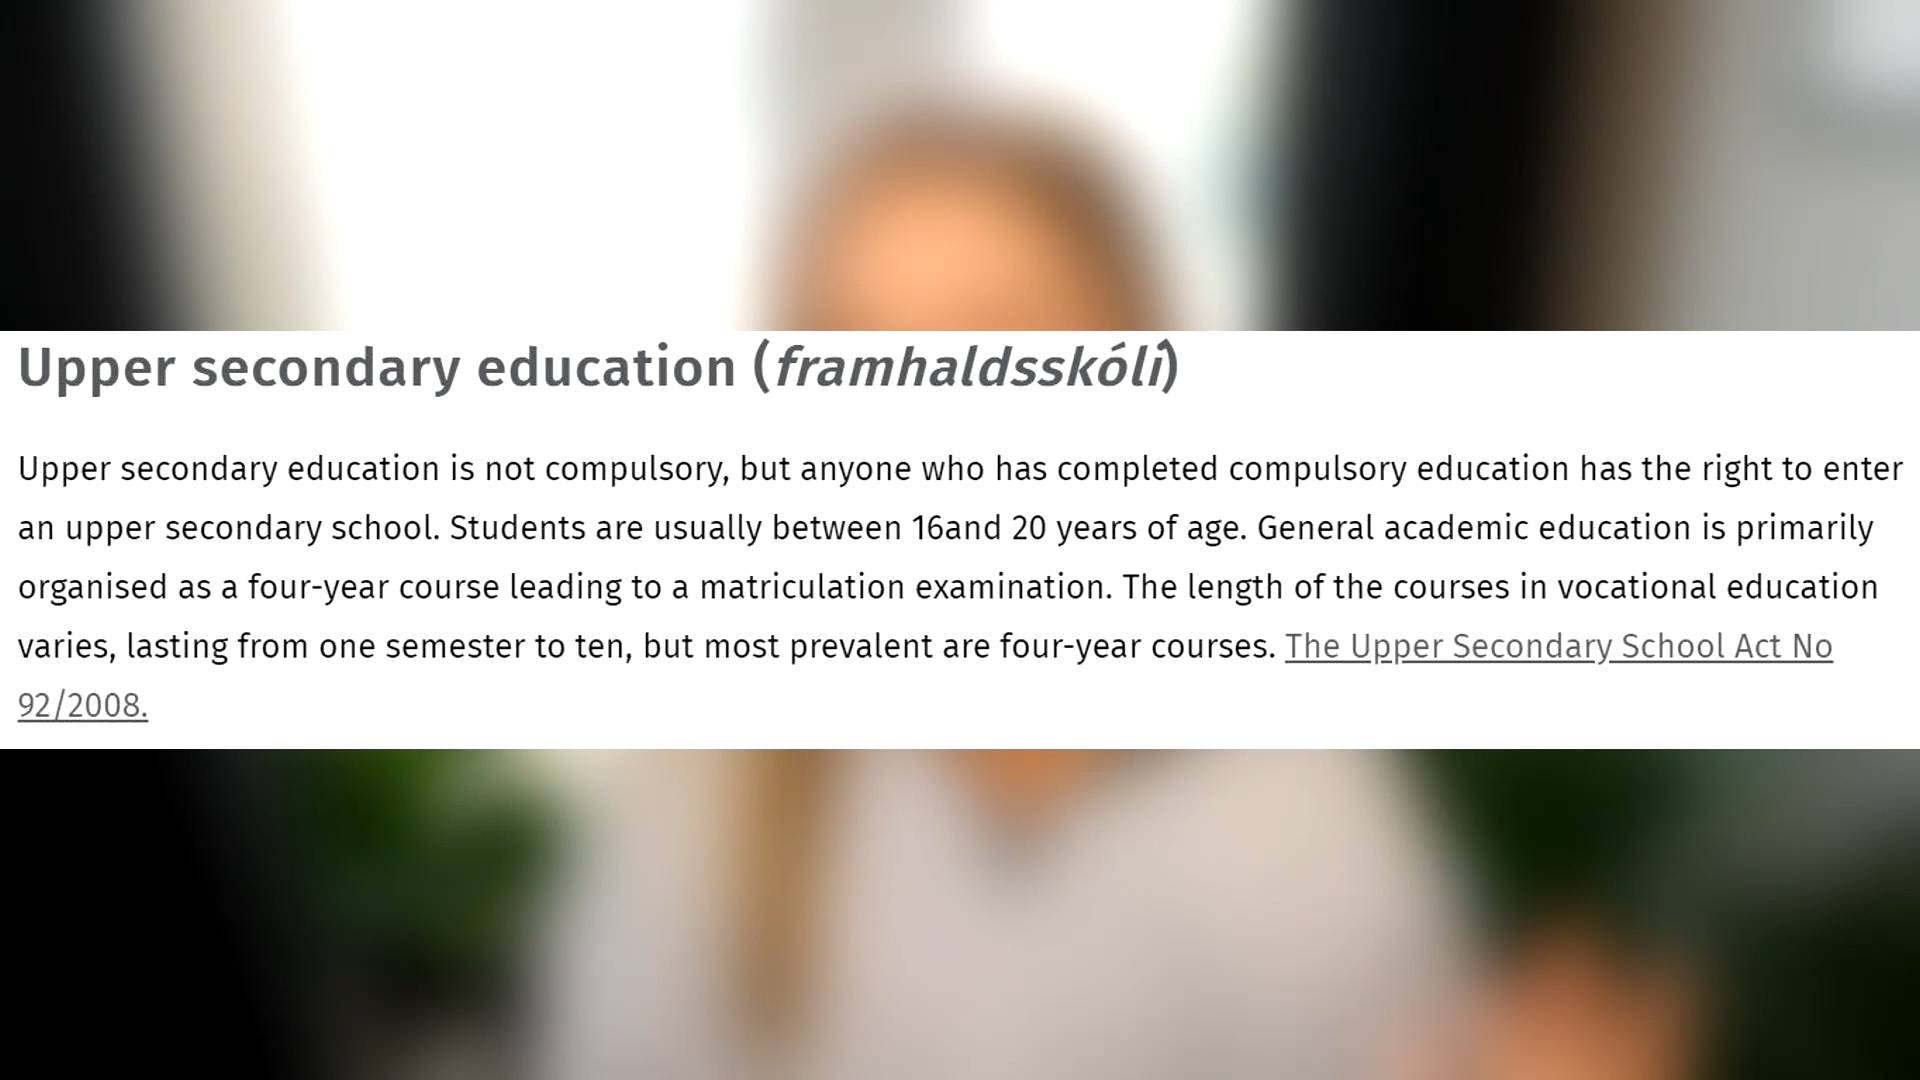 Upper secondary education (framhaldsskóli)
Upper secondary education is not compulsory, but anyone who has completed compulsory education has the right to enter
an upper secondary school. Students are usually between 16and 20 years of age. General academic education is primarily
organised as a four-year course leading to a matriculation examination. The length of the courses in vocational education
varies, lasting from one semester to ten, but most prevalent are four-year courses. The Upper Secondary School Act No
92/2008.